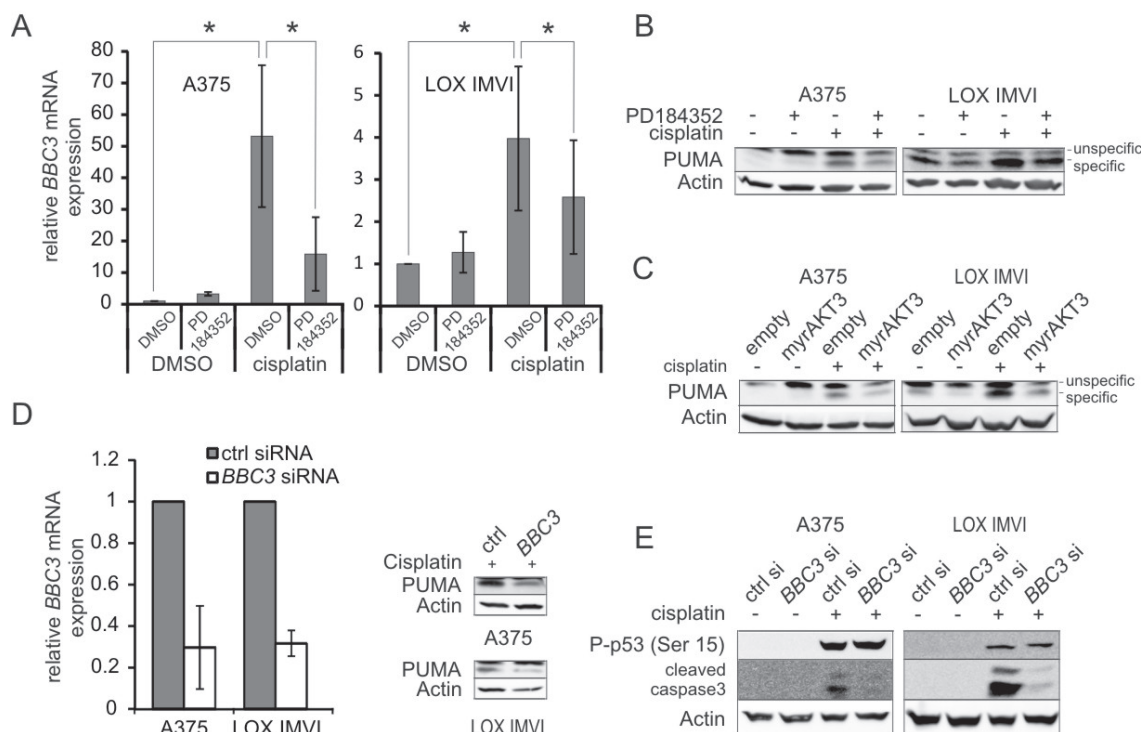 A
* *
* *
80
70
60
50
40
30
20
10
0
relative BBC3 mRNA
expression
A375
DMSO
PD
184352
DMSO
PD
184352
DMSO
cisplatin
6
5
4
3
2
1
0
LOX IMVI
DMSO
PD
184352
DMSO
PD
184352
DMSO
cisplatin
B
A375 LOX IMVI
PD184352 - + - + - + - +
cisplatin - - + + - - + +
PUMA -unspecific
-specific
Actin
C
A375 LOX IMVI
empty myrAKT3 empty myrAKT3 empty myrAKT3 empty myrAKT3
cisplatin - - + + - - + +
PUMA -unspecific
-specific
Actin
D
ctrl siRNA
BBC3 siRNA
1.2
1
0.8
0.6
0.4
0.2
0
relative BBC3 mRNA
expression
A375 LOX IMVI
ctrl BBC3
Cisplatin + +
PUMA
Actin
A375
PUMA
Actin
LOX IMVI
E
A375 LOX IMVI
ctrl si BBC3 si ctrl si BBC3 si ctrl si BBC3 si ctrl si BBC3 si
cisplatin - - + + - - + +
P-p53 (Ser 15)
cleaved
caspase3
Actin